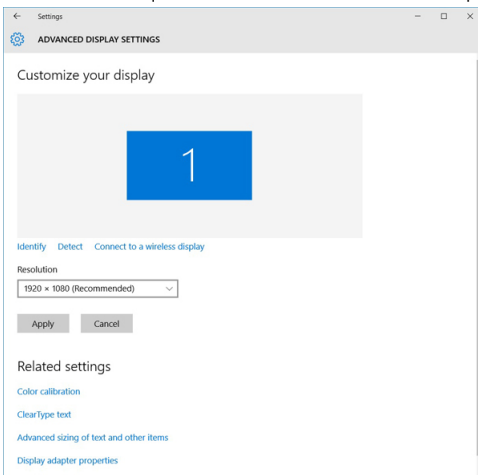 Settings
ADVANCED DISPLAY SETTINGS
Customize your display
1
Identify Detect Connect to a wireless display
Resolution
1920 × 1080 (Recommended)
Apply Cancel
Related settings
Color calibration
ClearType text
Advanced sizing of text and other items
Display adapter properties